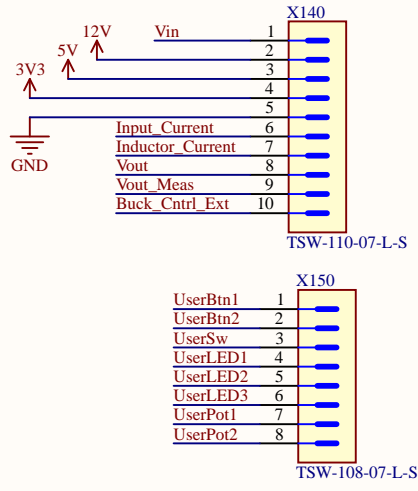 X140
12V
Vin 1
2
5V
3
3V3
4
5
Input_Current 6
GND
Inductor_Current 7
Vout 8
Vout_Meas 9
Buck_Cntrl_Ext 10
TSW-110-07-L-S
X150
UserBtn1 1
UserBtn2 2
UserSw 3
UserLED1 4
UserLED2 5
UserLED3 6
UserPot1 7
UserPot2 8
TSW-108-07-L-S